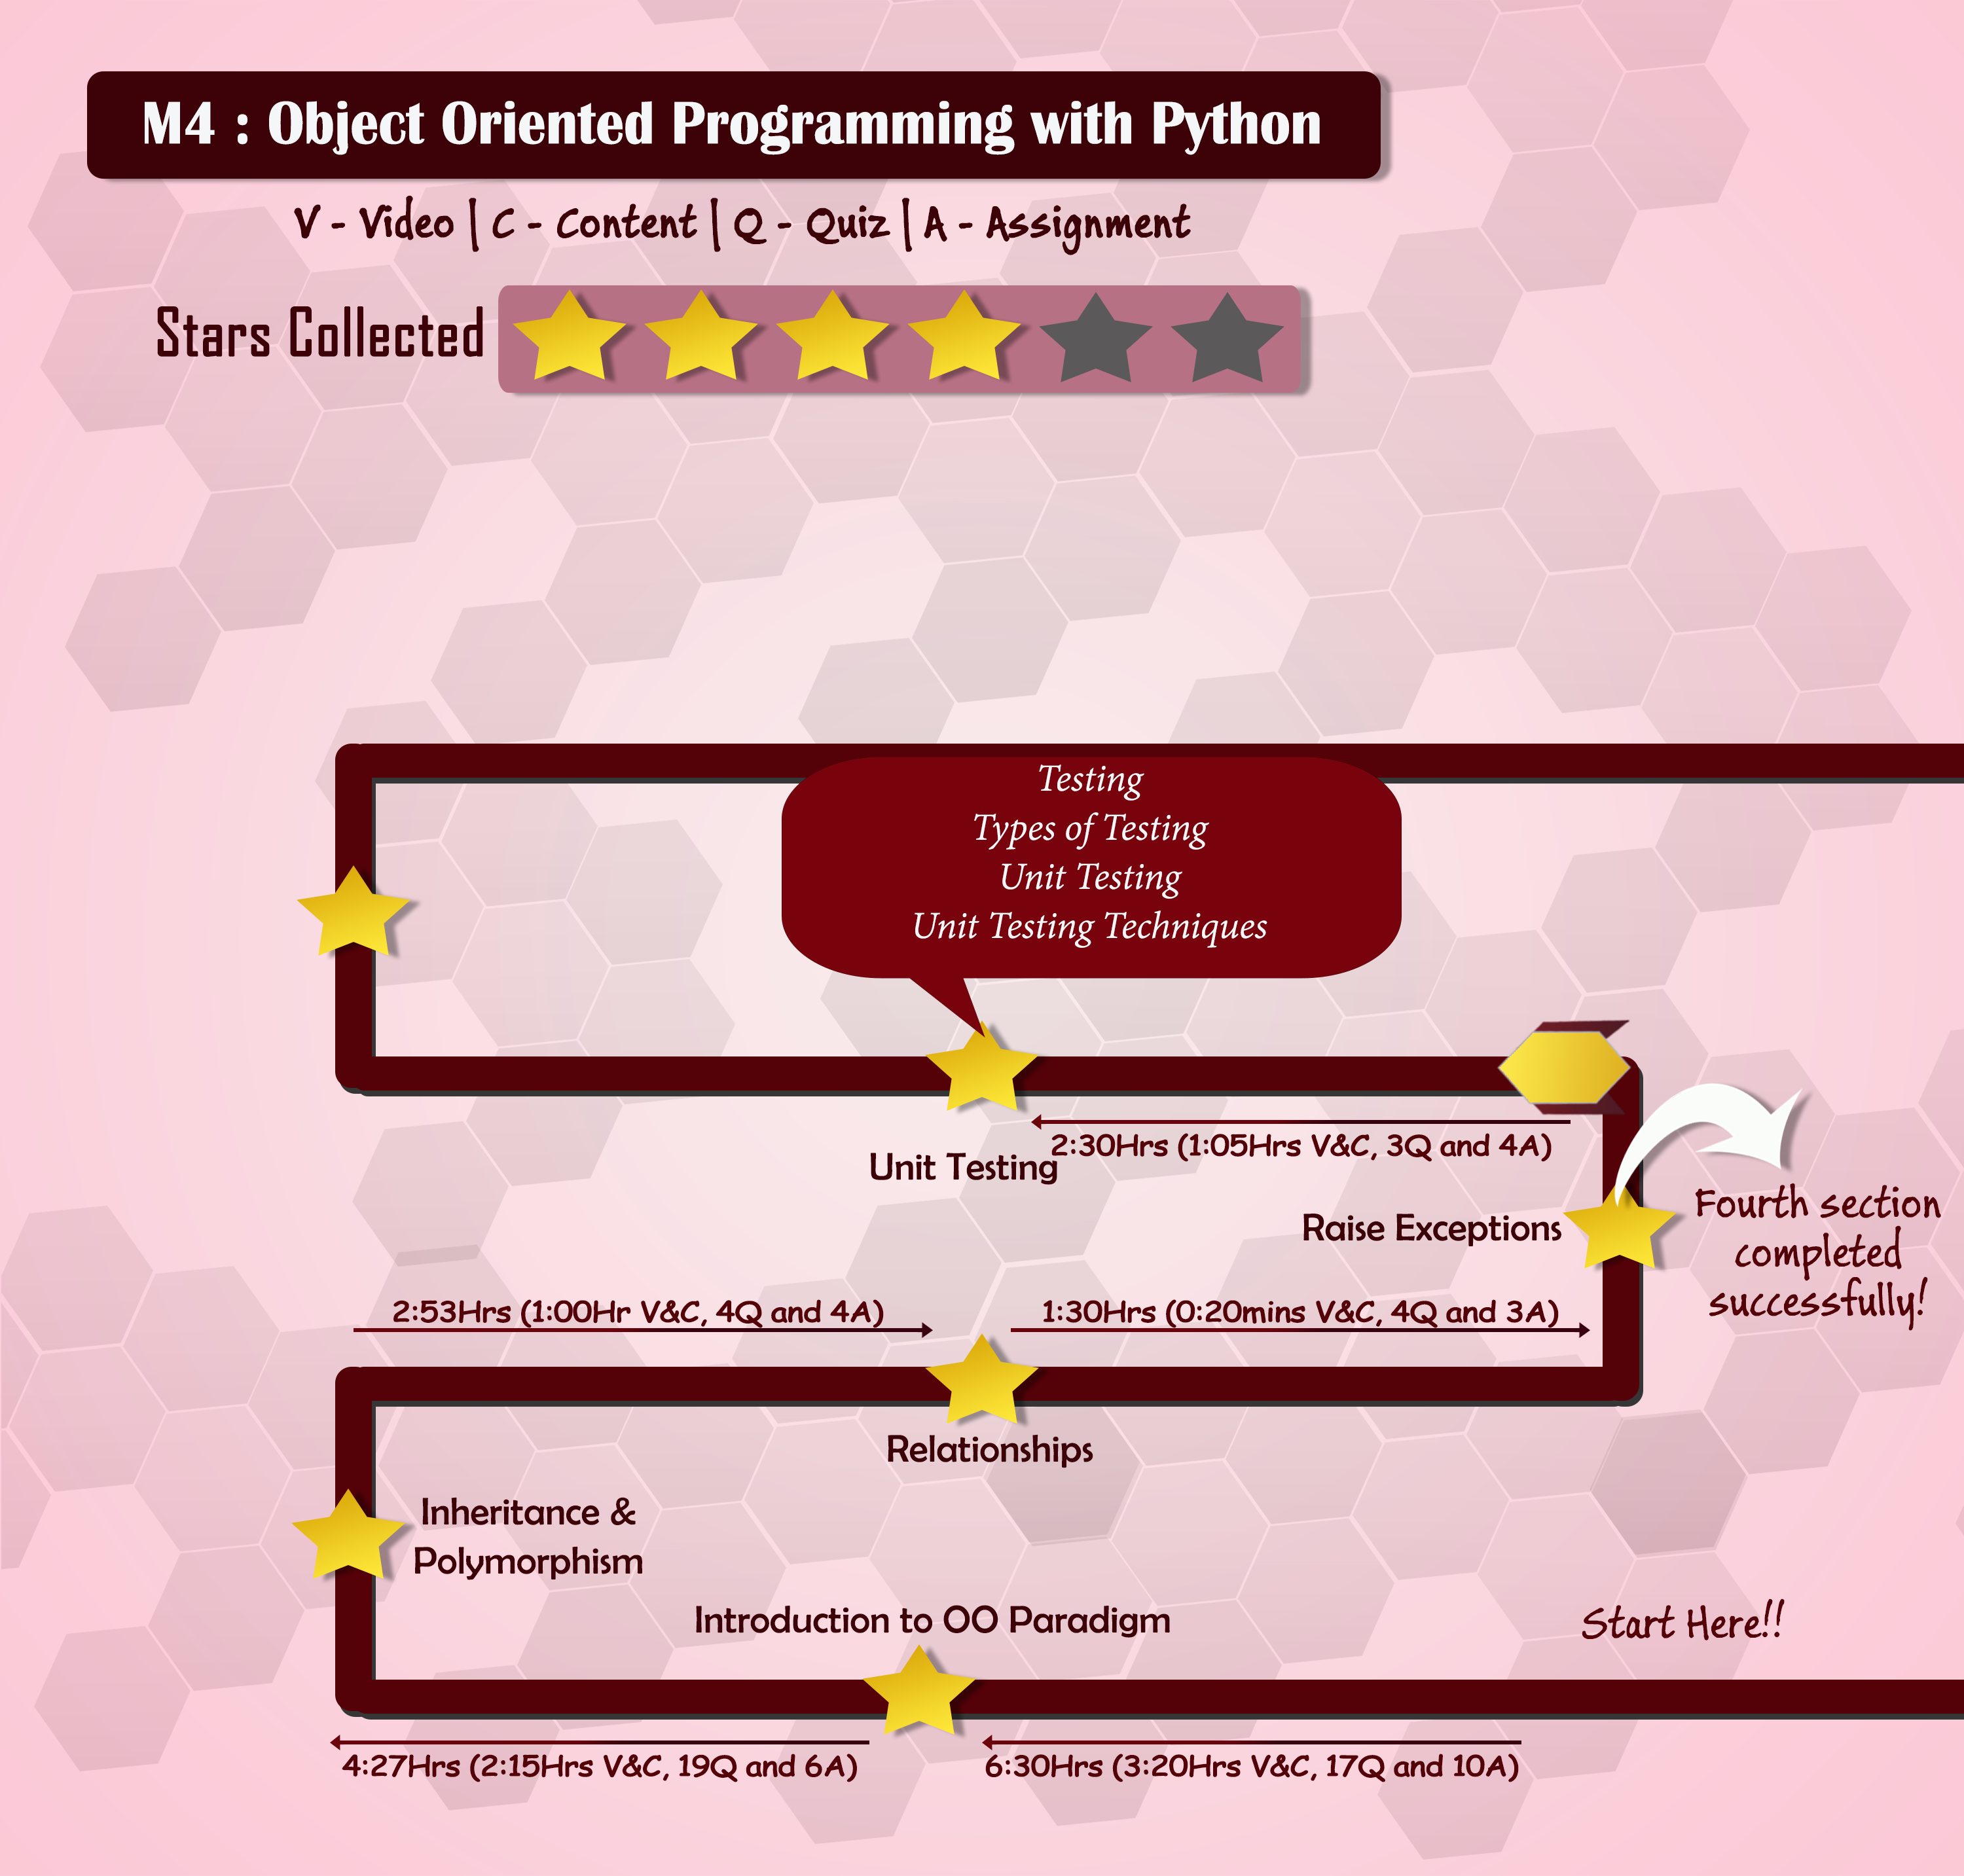 M4 : Object Oriented Programming with Python
V - Video | C - Content | Q - Quiz | A - Assignment
Stars Collected
Testing
Types of Testing
Unit Testing
Unit Testing Techniques
2:30Hrs (1:05Hrs V&C, 3Q and 4A)
Unit Testing
Raise Exceptions
Fourth section
completed
successfully!
2:53Hrs (1:00Hr V&C, 4Q and 4A)
1:30Hrs (0:20mins V&C, 4Q and 3A)
Relationships
Inheritance &
Polymorphism
Introduction to OO Paradigm
Start Here!!
4:27Hrs (2:15Hrs V&C, 19Q and 6A)
6:30Hrs (3:20Hrs V&C, 17Q and 10A)